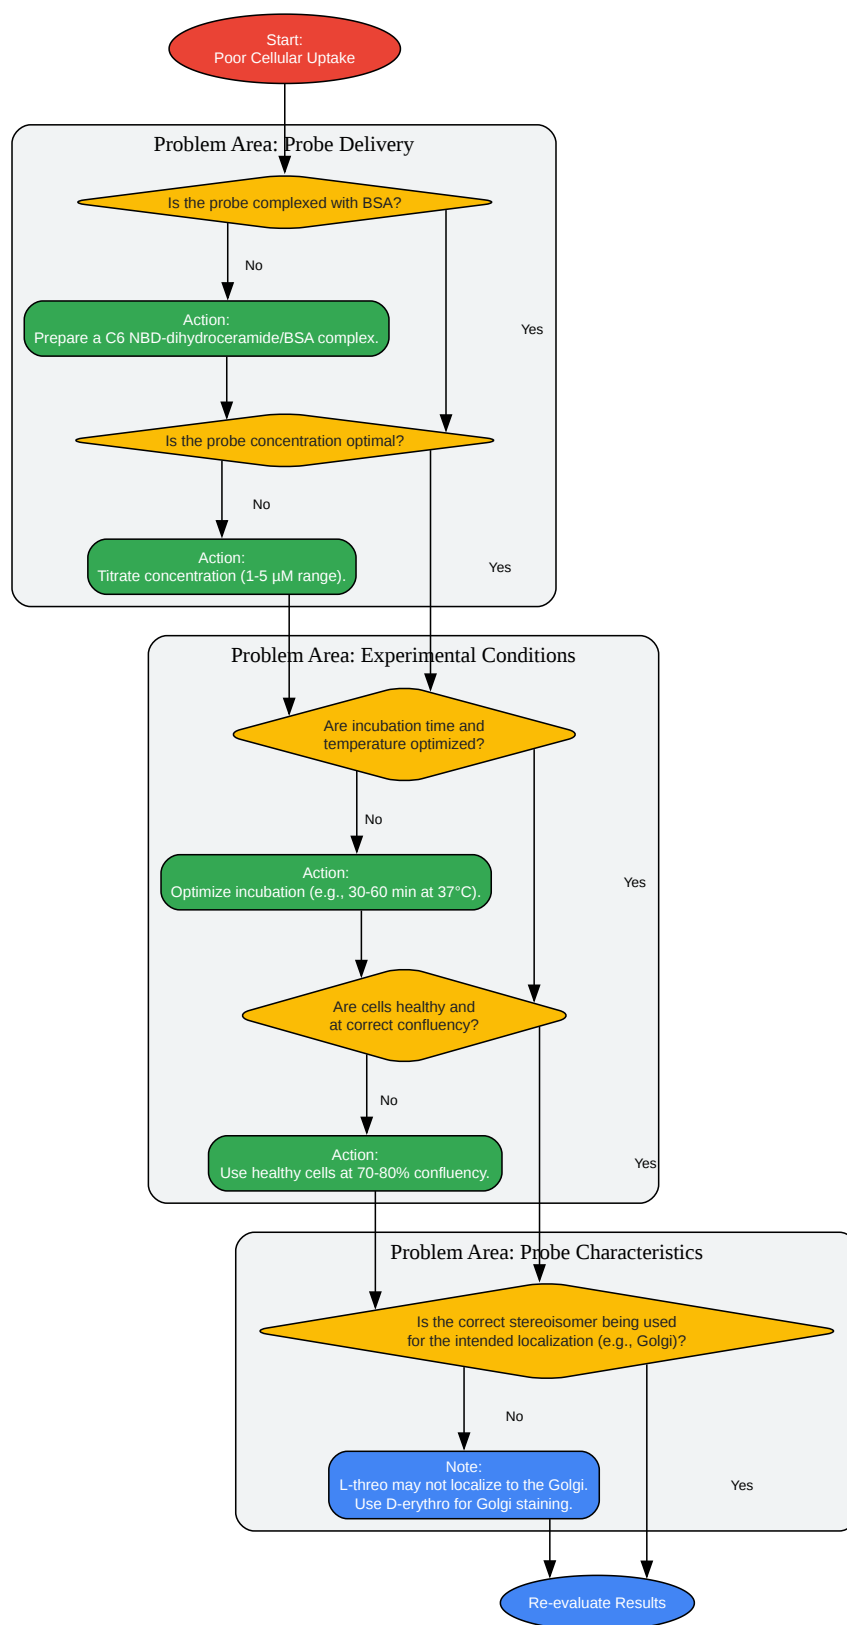 Start:
Poor Cellular Uptake
Problem Area: Probe Delivery
Is the probe complexed with BSA?
No
Action:
Prepare a C6 NBD-dihydroceramide/BSA complex.
Yes
Is the probe concentration optimal?
No
Action:
Titrate concentration (1-5 µM range).
Yes
Problem Area: Experimental Conditions
Are incubation time and
temperature optimized?
No
Action:
Optimize incubation (e.g., 30-60 min at 37°C).
Yes
Are cells healthy and
at correct confluency?
No
Action:
Use healthy cells at 70-80% confluency.
Yes
Problem Area: Probe Characteristics
Is the correct stereoisomer being used
for the intended localization (e.g., Golgi)?
No
Note:
L-threo may not localize to the Golgi.
Use D-erythro for Golgi staining.
Yes
Re-evaluate Results